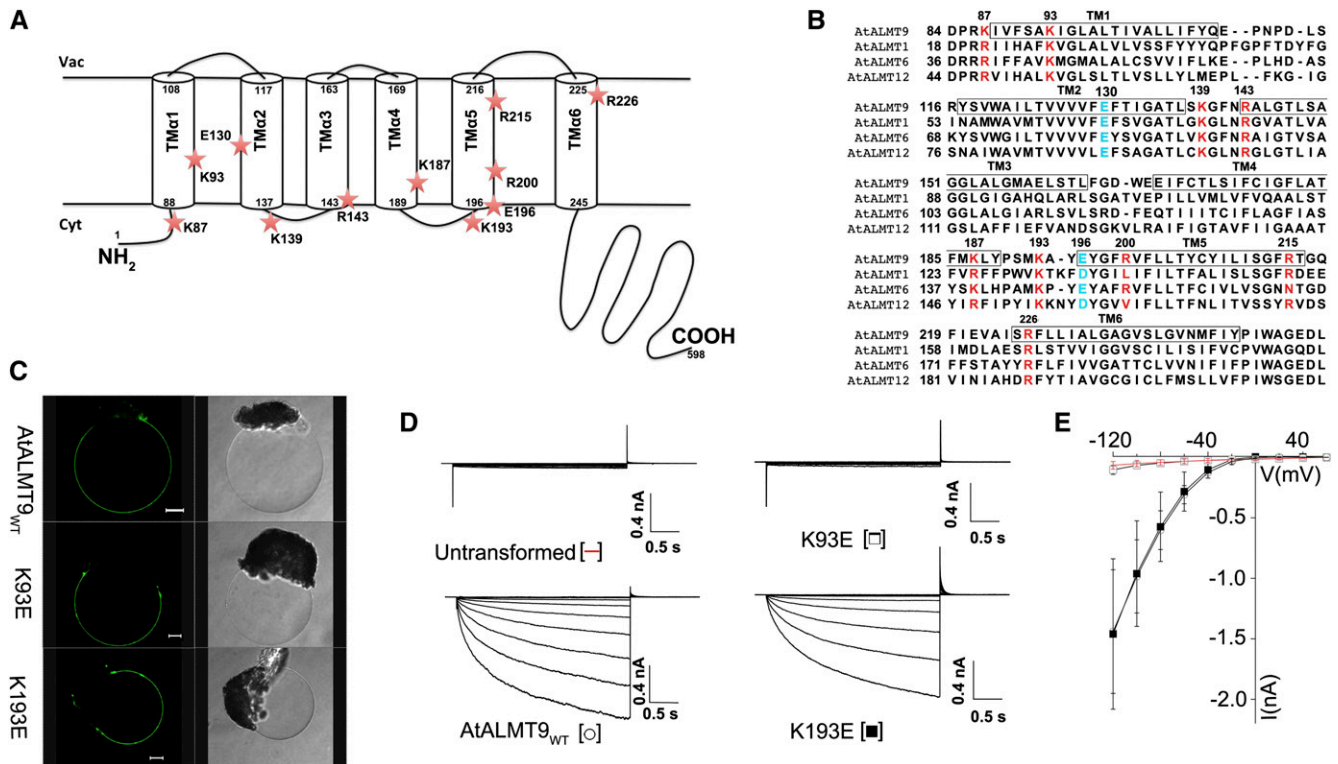 A
Vac
Cyt
108
117
163
169
216
225
TMα1
TMα2
TMα3
TMα4
TMα5
TMα6
88
137
143
189
196
245
E130
K93
K87
K139
R143
K187
K193
E196
R200
R215
R226
1
NH2
COOH
598
B
87 93 TM1
AtALMT9 84 DPRKIVFSAKIGLALTIVALLIFYQE--PNPD-LS
AtALMT1 18 DPRRIIHAFKVGLALVLVSSFYYYQPFGPFTDYFG
AtALMT6 36 DRRRIFFAVKMGMALALCSVVIFLKE---PLHD-AS
AtALMT12 44 DPRRVIHALKVGLSLTLVSLLYLMEPL--FKG-IG
TM2 130 139 143
AtALMT9 116 RYSVWAILTVVVVFEFTIGATLSKGFNRALGTLSA
AtALMT1 53 INAMWAVMTVVVVFEFSVGATLGKGLNRGVATLVA
AtALMT6 68 KYSVWGILTVVVVFEYSVGATLVKGFNRAIGTVSA
AtALMT12 76 SNAIWAVMTVVVVLEFSAGATLCKGLNRGLGTLIA
TM3 TM4
AtALMT9 151 GGLALGMAELSTLFGD-WEEIFCTLSIFCIGFLAT
AtALMT1 88 GGLGIGAHQLARLSGATVEPILLVMLVFVQAALST
AtALMT6 103 GGLALGIARLSVLSRD-FEQTIIITCIFLAGFIAS
AtALMT12 111 GSLAFFIEFVANDSGKVLRAIFIGTAVFIIGAAAT
187 193 196 200 TM5 215
AtALMT9 185 FMKLYPSMKA-YEYGFRVFLLTYCYILISGFRTGQ
AtALMT1 123 FVRFFPWVKTKFDYGILIFILTFALISLSGFRDEE
AtALMT6 137 YSKLHPAMKP-YEYAFRVFLLTFCIVLVSGNNTGD
AtALMT12 146 YIRFIPYIKKNYDYGVVIFLLTFNLITVSSYRVDS
226 TM6
AtALMT9 219 FIEVAISRFLLIALGAGVSLGVNMFIYPIWAGEDL
AtALMT1 158 IMDLAESRLSTVVIGGVSCILISIFVCPVWAGQDL
AtALMT6 171 FFSTAYYRFLFIVVGATTCLVVNIFIFPIWAGEDL
AtALMT12 181 VINIAHDRFYTIAVGCGICLFMSLLVFPIWSGEDL
C
AtALMT9WT
K93E
K193E
D
0.4 nA
0.5 s
Untransformed [—]
0.4 nA
0.5 s
K93E [□]
0.4 nA
0.5 s
AtALMT9WT [○]
0.4 nA
0.5 s
K193E [■]
E
-120 -40 40
V(mV)
-0.5
-1.0
-1.5
-2.0
I(nA)